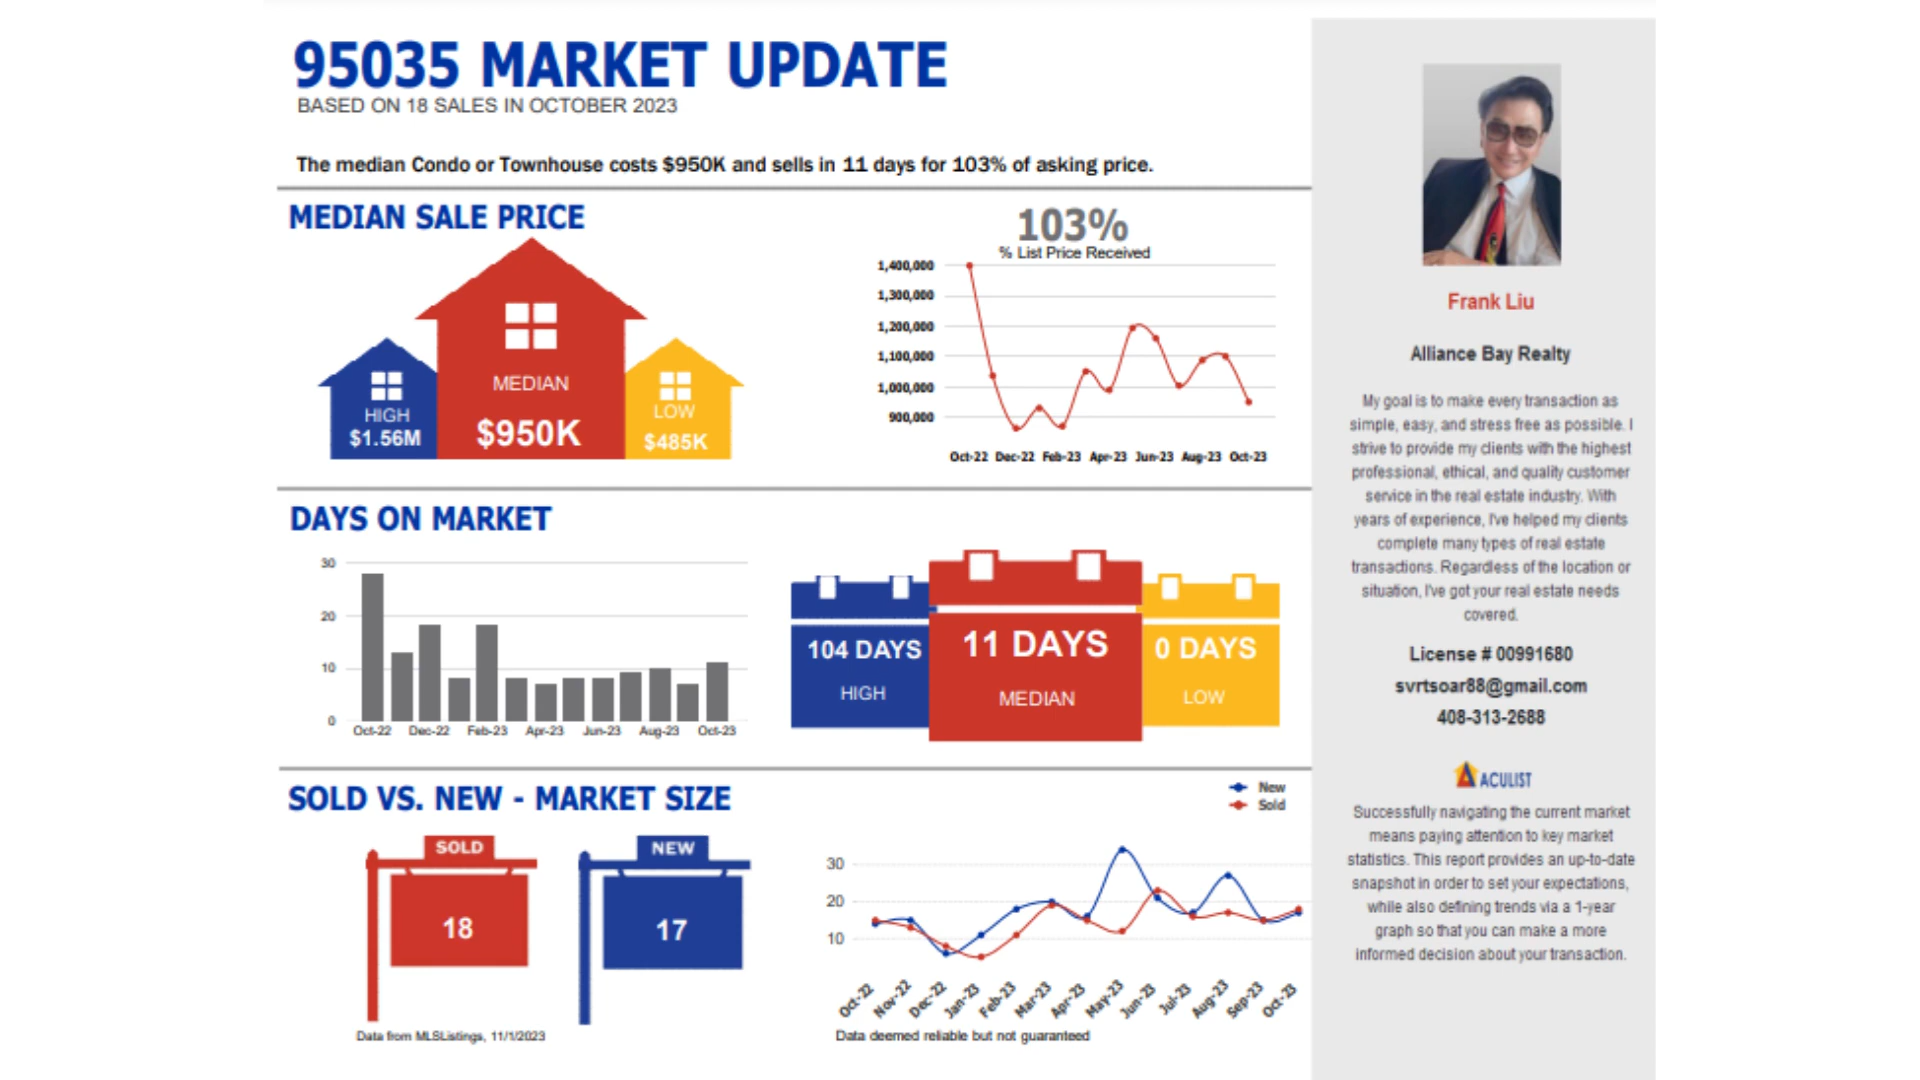 95035 MARKET UPDATE
BASED ON 18 SALES IN OCTOBER 2023
The median Condo or Townhouse costs $950K and sells in 11 days for 103% of asking price.
MEDIAN SALE PRICE
HIGH
$1.56M
MEDIAN
$950K
LOW
$485K
103%
% List Price Received
1,400,000
1,300,000
1,200,000
1,100,000
1,000,000
900,000
Oct-22 Dec-22 Feb-23 Apr-23 Jun-23 Aug-23 Oct-23
DAYS ON MARKET
30
20
10
0
Oct-22 Dec-22 Feb-23 Apr-23 Jun-23 Aug-23 Oct-23
104 DAYS
HIGH
11 DAYS
MEDIAN
0 DAYS
LOW
SOLD VS. NEW - MARKET SIZE
SOLD
18
NEW
17
New
Sold
30
20
10
Oct-22 Nov-22 Dec-22 Jan-23 Feb-23 Mar-23 Apr-23 May-23 Jun-23 Jul-23 Aug-23 Sep-23 Oct-23
Data from MLSListings, 11/1/2023
Data deemed reliable but not guaranteed
Frank Liu
Alliance Bay Realty
My goal is to make every transaction as
simple, easy, and stress free as possible. I
strive to provide my clients with the highest
professional, ethical, and quality customer
service in the real estate industry. With
years of experience, I've helped my clients
complete many types of real estate
transactions. Regardless of the location or
situation, I've got your real estate needs
covered.
License # 00991680
svrtsoar88@gmail.com
408-313-2688
ACULIST
Successfully navigating the current market
means paying attention to key market
statistics. This report provides an up-to-date
snapshot in order to set your expectations,
while also defining trends via a 1-year
graph so that you can make a more
informed decision about your transaction.